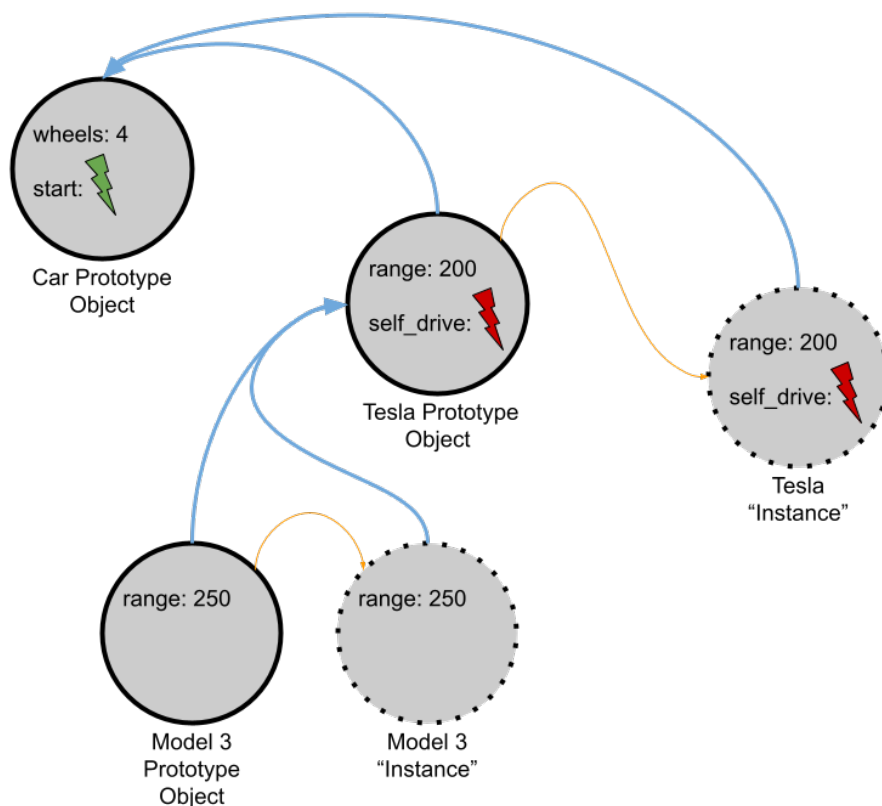 wheels: 4
start:
Car Prototype
Object
range: 200
self_drive:
Tesla Prototype
Object
range: 200
self_drive:
Tesla
“Instance”
range: 250
Model 3
Prototype
Object
range: 250
Model 3
“Instance”